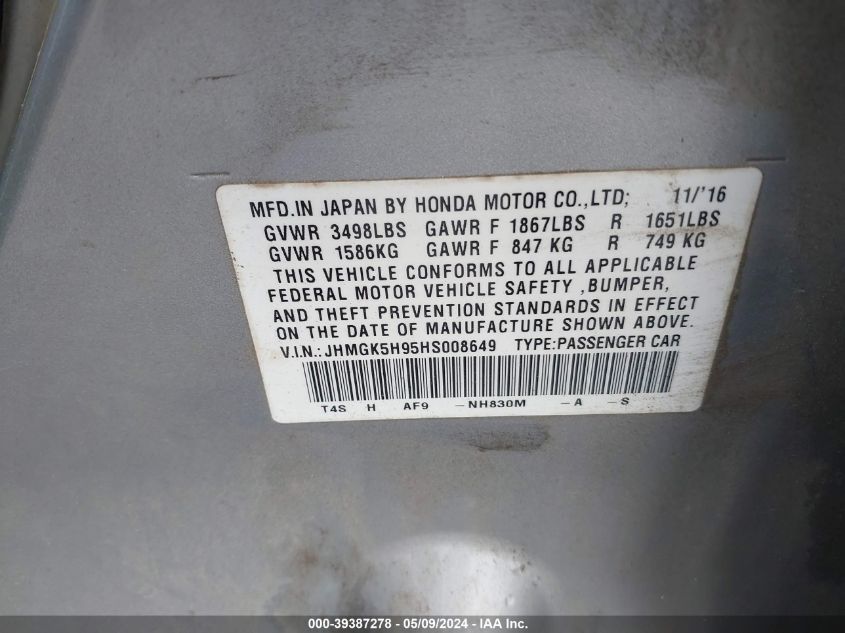 MFD.IN JAPAN BY HONDA MOTOR CO.,LTD; 11/'16
GVWR 3498LBS GAWR F 1867LBS R 1651LBS
GVWR 1586KG GAWR F 847 KG R 749 KG
THIS VEHICLE CONFORMS TO ALL APPLICABLE
FEDERAL MOTOR VEHICLE SAFETY ,BUMPER,
AND THEFT PREVENTION STANDARDS IN EFFECT
ON THE DATE OF MANUFACTURE SHOWN ABOVE.
V.I.N.: JHMGK5H95HS008649 TYPE:PASSENGER CAR
T4S H AF9 -NH830M -A -S
000-39387278 - 05/09/2024 - IAA Inc.